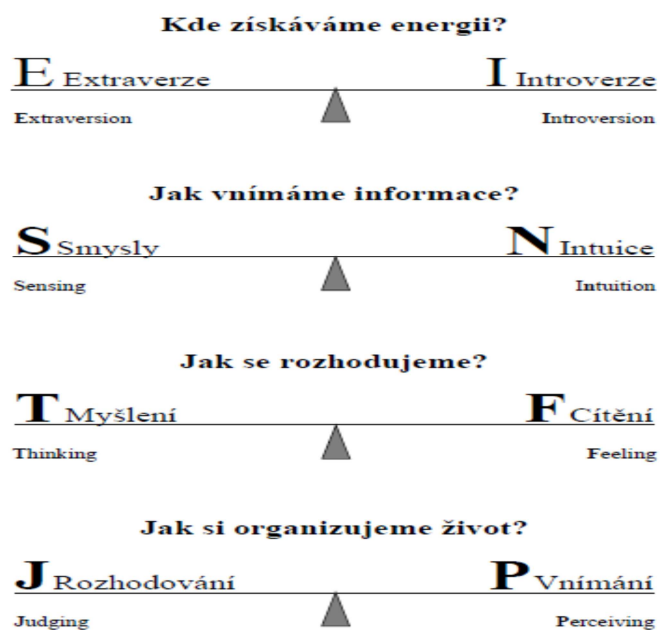 Kde získáváme energii?
E Extraverze I Introverze
Extraversion Introversion
Jak vnímáme informace?
S Smysly N Intuice
Sensing Intuition
Jak se rozhodujeme?
T Myšlení F Cítění
Thinking Feeling
Jak si organizujeme život?
J Rozhodování P Vnímání
Judging Perceiving